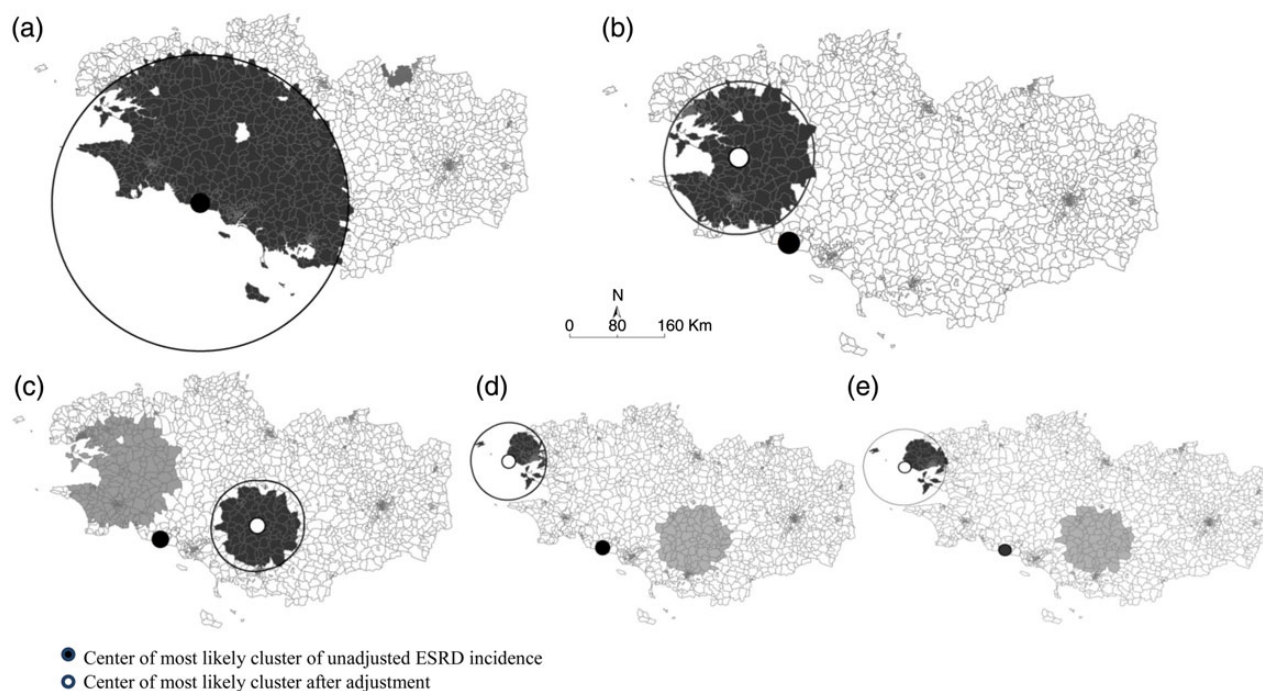 (a)
(b)
N
0 80 160 Km
(c)
(d)
(e)
Center of most likely cluster of unadjusted ESRD incidence
Center of most likely cluster after adjustment